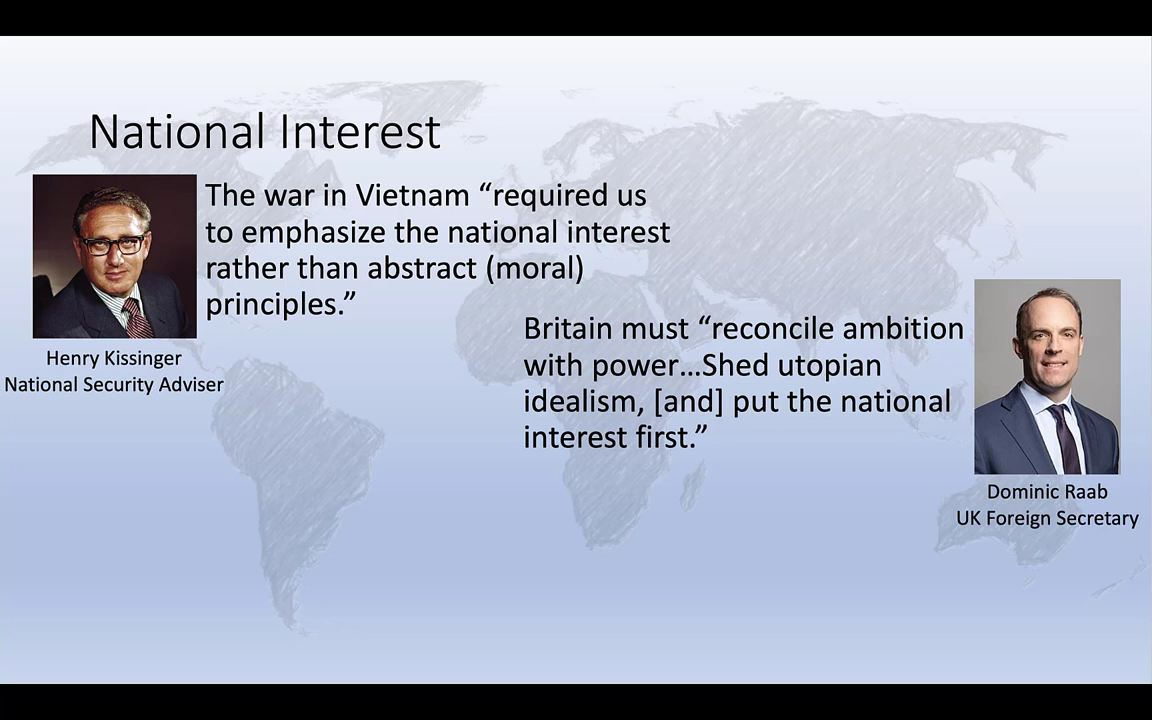 National Interest
The war in Vietnam “required us
to emphasize the national interest
rather than abstract (moral)
principles.”
Henry Kissinger
National Security Adviser
Britain must “reconcile ambition
with power…Shed utopian
idealism, [and] put the national
interest first.”
Dominic Raab
UK Foreign Secretary